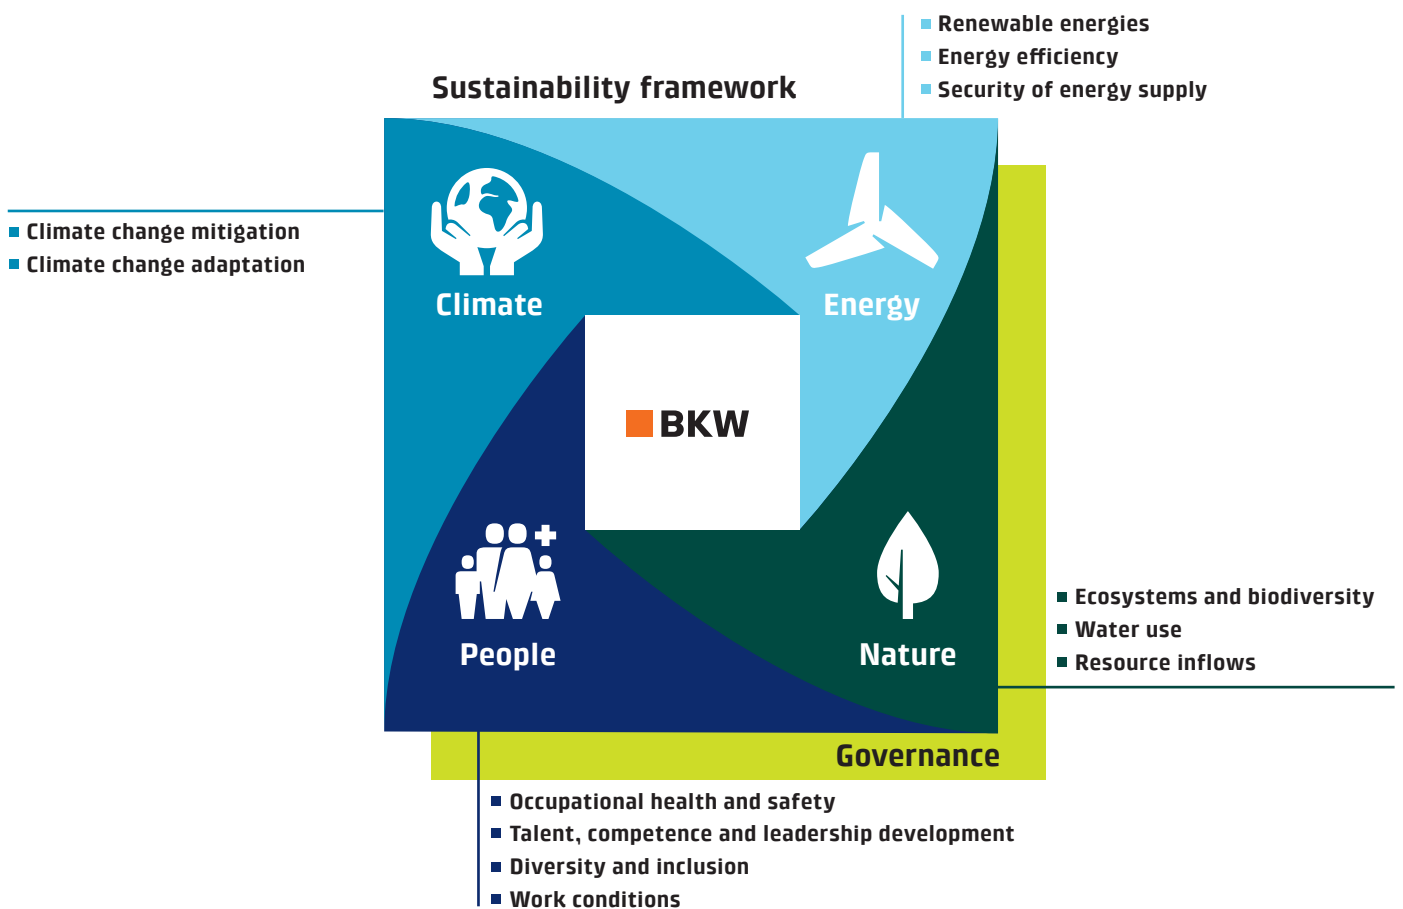 Renewable energies
Energy efficiency
Security of energy supply
Sustainability framework
Climate change mitigation
Climate change adaptation
Climate
Energy
BKW
People
Nature
Ecosystems and biodiversity
Water use
Resource inflows
Governance
Occupational health and safety
Talent, competence and leadership development
Diversity and inclusion
Work conditions